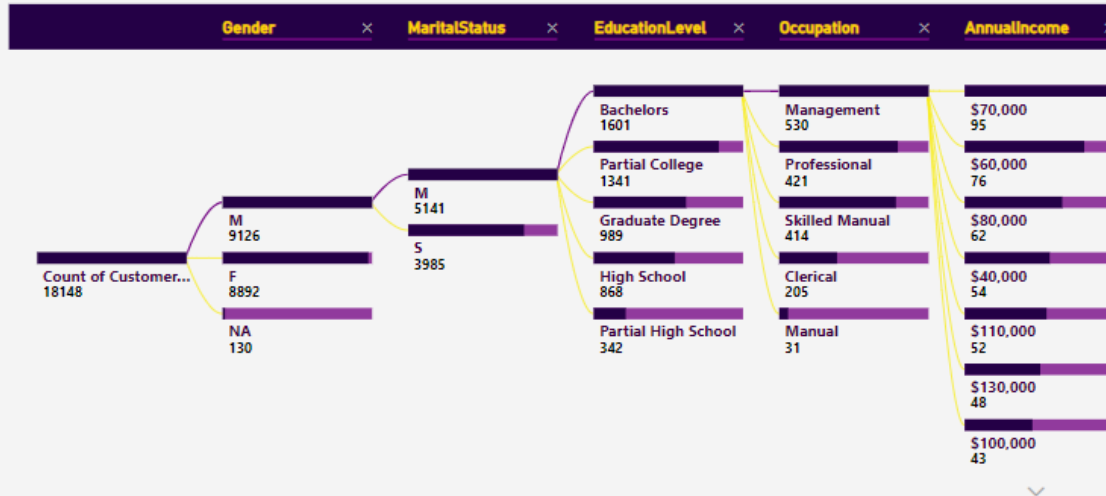 Gender × MaritalStatus × EducationLevel × Occupation × AnnualIncome
Count of Customer...
18148
M
9126
F
8892
NA
130
M
5141
S
3985
Bachelors
1601
Partial College
1341
Graduate Degree
989
High School
868
Partial High School
342
Management
530
Professional
421
Skilled Manual
414
Clerical
205
Manual
31
$70,000
95
$60,000
76
$80,000
62
$40,000
54
$110,000
52
$130,000
48
$100,000
43